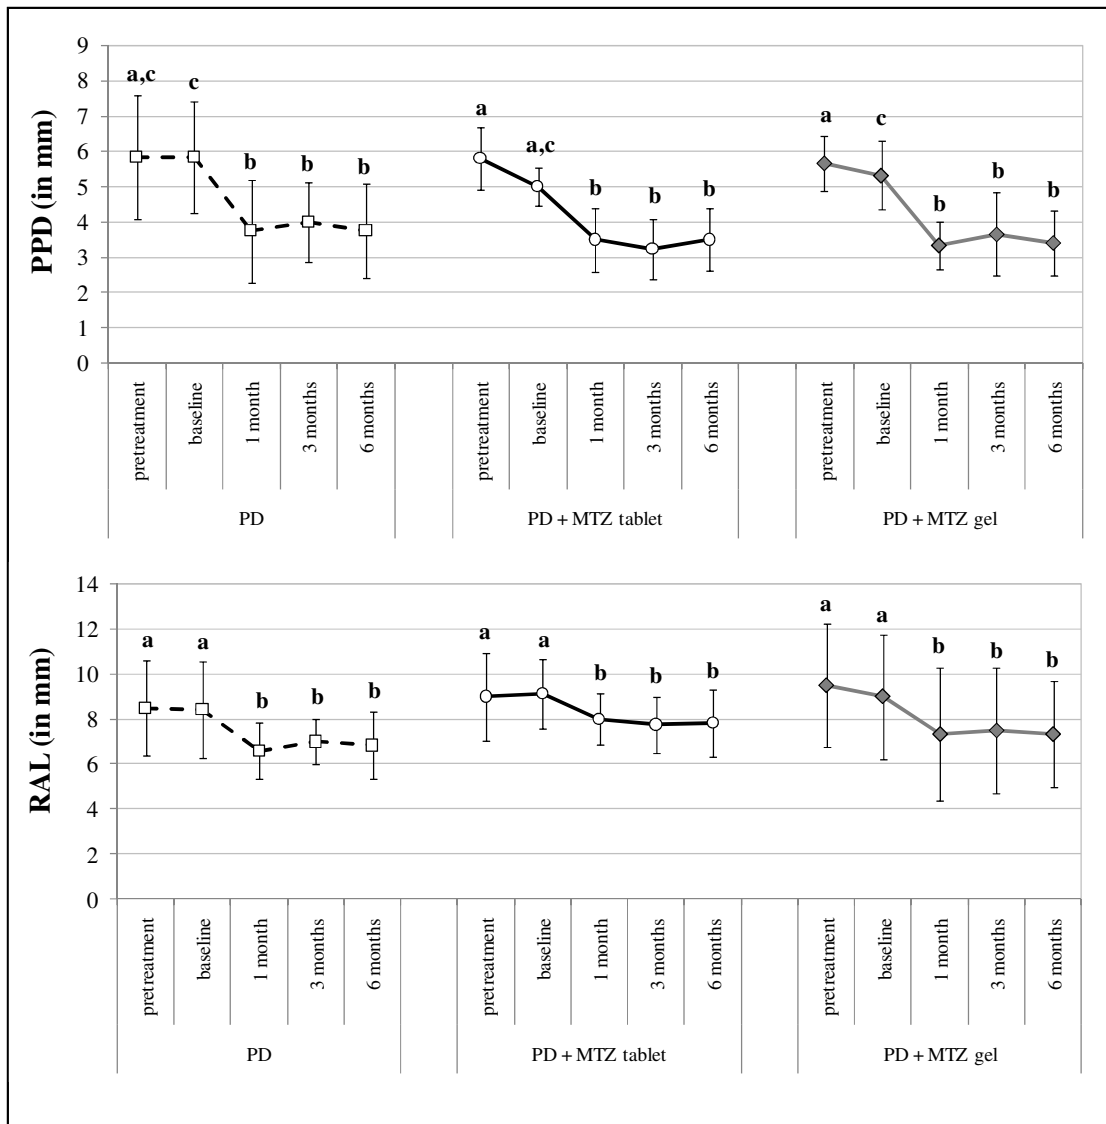 PPD (in mm)
9
8
7
6
5
4
3
2
1
0
a,c
c
b
b
b
a
a,c
b
b
b
a
c
b
b
b
pretreatment
baseline
1 month
3 months
6 months
pretreatment
baseline
1 month
3 months
6 months
pretreatment
baseline
1 month
3 months
6 months
PD
PD + MTZ tablet
PD + MTZ gel
RAL (in mm)
14
12
10
8
6
4
2
0
a
a
b
b
b
a
a
b
b
b
a
a
b
b
b
pretreatment
baseline
1 month
3 months
6 months
pretreatment
baseline
1 month
3 months
6 months
pretreatment
baseline
1 month
3 months
6 months
PD
PD + MTZ tablet
PD + MTZ gel